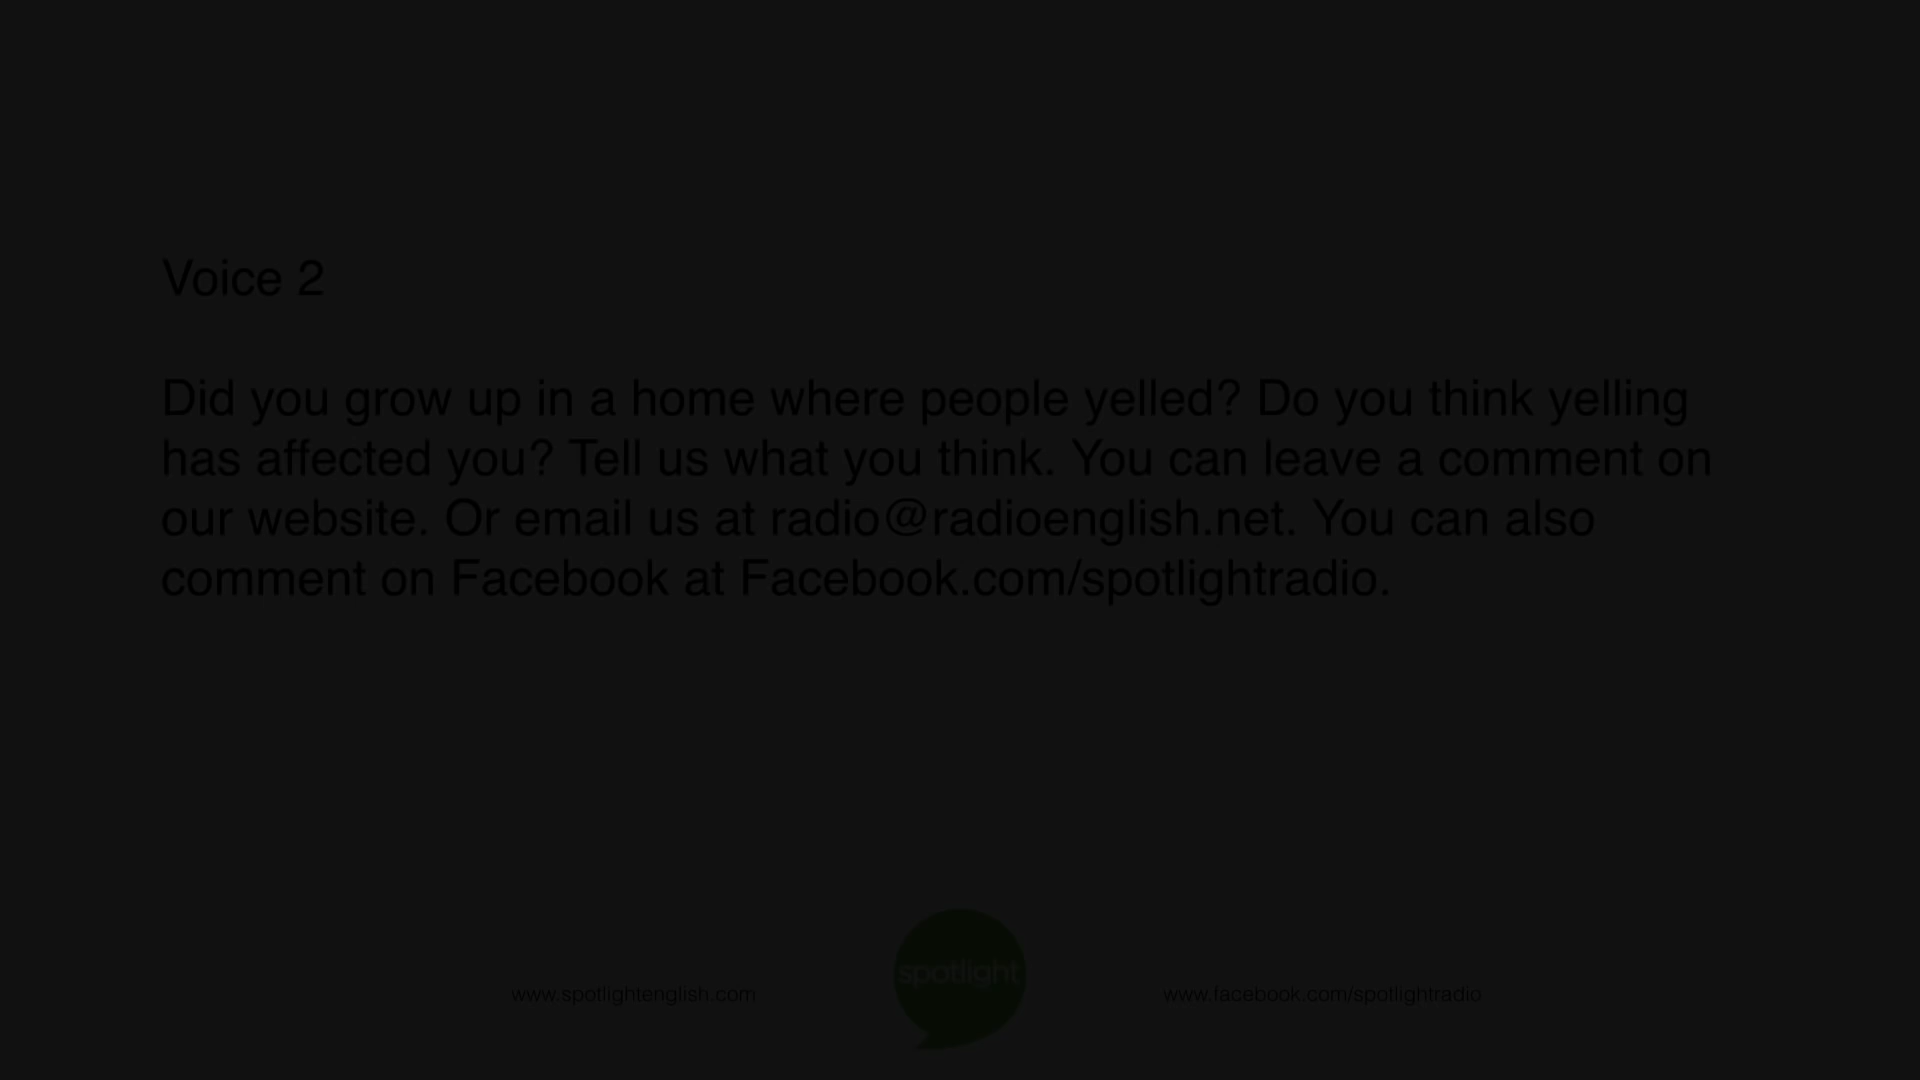 Voice 2
Did you grow up in a home where people yelled? Do you think yelling
has affected you? Tell us what you think. You can leave a comment on
our website. Or email us at radio@radioenglish.net. You can also
comment on Facebook at Facebook.com/spotlightradio.
spotlight
www.spotlightenglish.com
www.facebook.com/spotlightradio